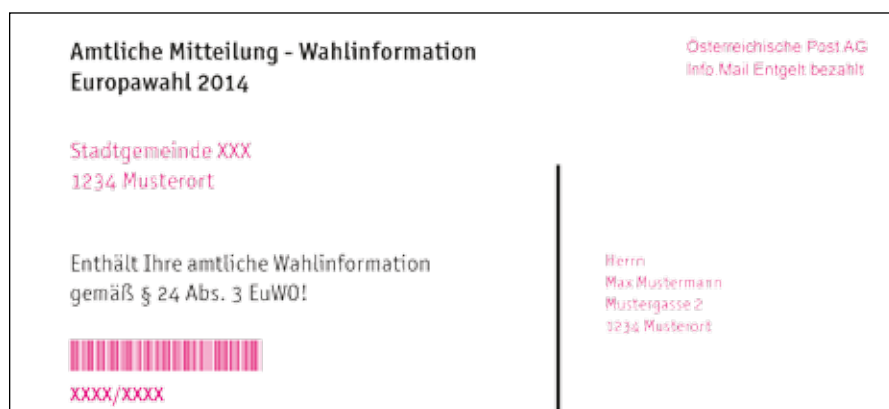 Amtliche Mitteilung - Wahlinformation
Europawahl 2014
Österreichische Post AG
Info.Mail Entgelt bezahlt
Stadtgemeinde XXX
1234 Musterort
Enthält Ihre amtliche Wahlinformation
gemäß § 24 Abs. 3 EuWO!
XXXX/XXXX
Herrn
Max Mustermann
Mustergasse 2
1234 Musterort